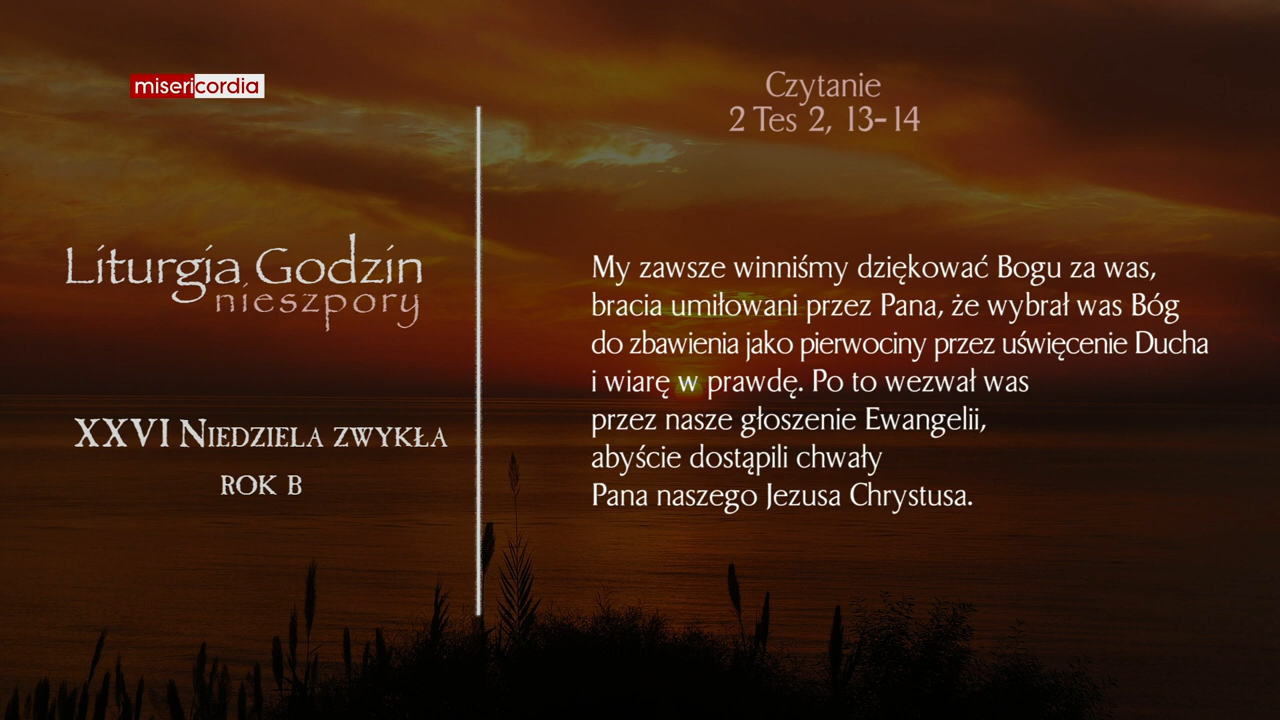 misericordia
Liturgia Godzin
nieszpory
XXVI Niedziela zwykła
rok B
Czytanie
2 Tes 2, 13-14
My zawsze winniśmy dziękować Bogu za was,
bracia umiłowani przez Pana, że wybrał was Bóg
do zbawienia jako pierwociny przez uświęcenie Ducha
i wiarę w prawdę. Po to wezwał was
przez nasze głoszenie Ewangelii,
abyście dostąpili chwały
Pana naszego Jezusa Chrystusa.